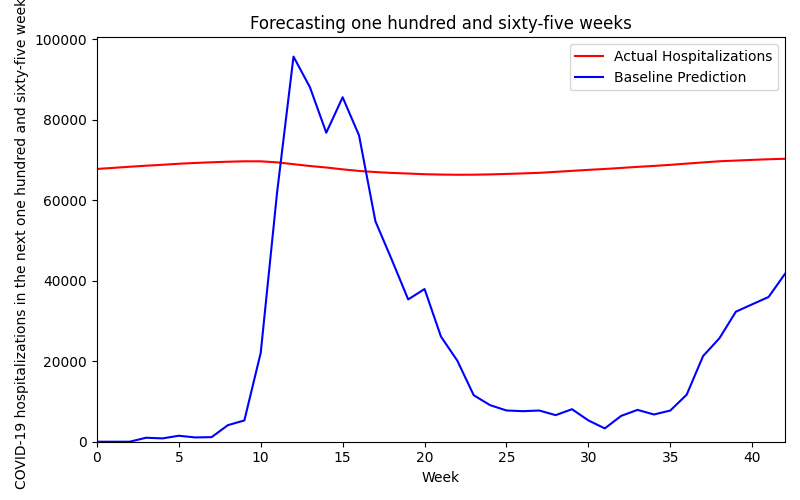 Forecasting one hundred and sixty-five weeks
COVID-19 hospitalizations in the next one hundred and sixty-five week
100000
80000
60000
40000
20000
0
Actual Hospitalizations
Baseline Prediction
0 5 10 15 20 25 30 35 40
Week